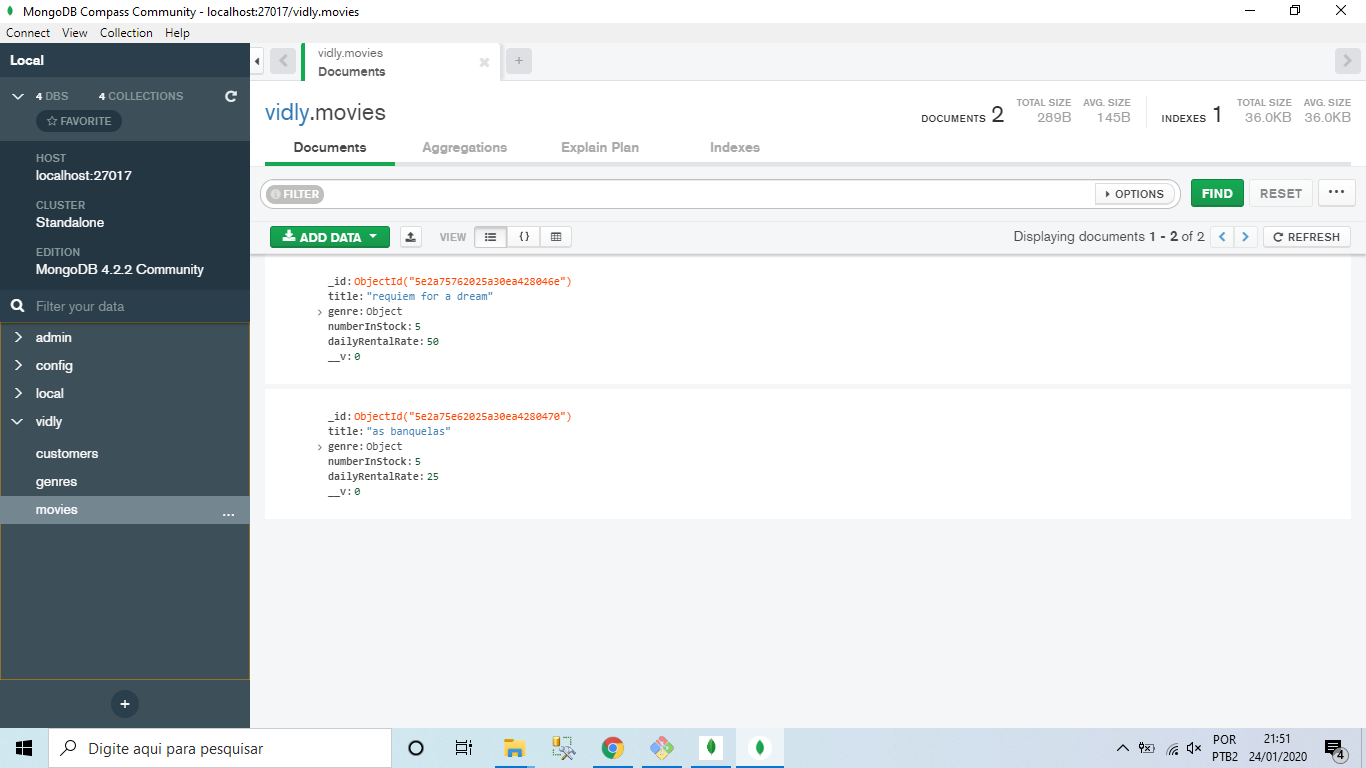 MongoDB Compass Community - localhost:27017/vidly.movies
Connect View Collection Help
Local
4 DBS 4 COLLECTIONS
FAVORITE
HOST
localhost:27017
CLUSTER
Standalone
EDITION
MongoDB 4.2.2 Community
Filter your data
admin
config
local
vidly
customers
genres
movies ...
vidly.movies
Documents
vidly.movies
DOCUMENTS 2 TOTAL SIZE 289B AVG. SIZE 145B INDEXES 1 TOTAL SIZE 36.0KB AVG. SIZE 36.0KB
Documents Aggregations Explain Plan Indexes
FILTER OPTIONS FIND RESET ...
ADD DATA VIEW {} Displaying documents 1 - 2 of 2 REFRESH
_id: ObjectId("5e2a75762025a30ea428046e")
title: "requiem for a dream"
genre: Object
numberInStock: 5
dailyRentalRate: 50
__v: 0
_id: ObjectId("5e2a75e62025a30ea4280470")
title: "as banquelas"
genre: Object
numberInStock: 5
dailyRentalRate: 25
__v: 0
Digite aqui para pesquisar
POR
PTB2
21:51
24/01/2020
4